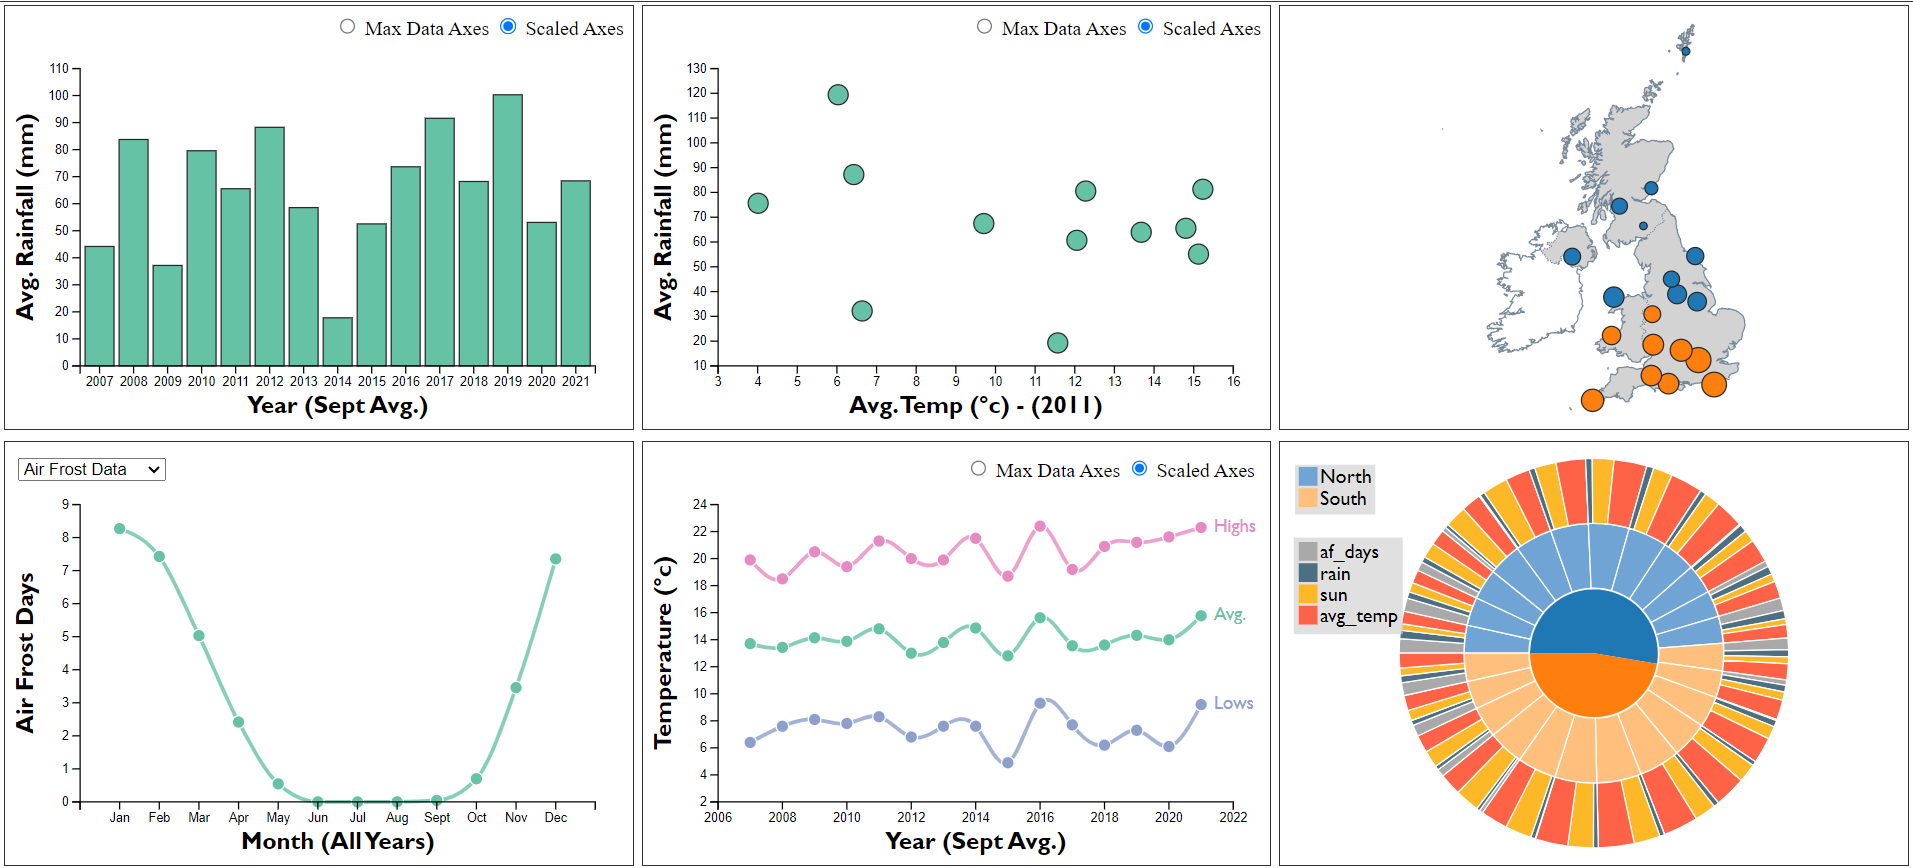 Max Data Axes Scaled Axes
110
100
90
80
70
60
50
40
30
20
10
0
Avg. Rainfall (mm)
2007 2008 2009 2010 2011 2012 2013 2014 2015 2016 2017 2018 2019 2020 2021
Year (Sept Avg.)
Max Data Axes Scaled Axes
130
120
110
100
90
80
70
60
50
40
30
20
10
Avg. Rainfall (mm)
3 4 5 6 7 8 9 10 11 12 13 14 15 16
Avg. Temp (°c) - (2011)
Air Frost Data
9
8
7
6
5
4
3
2
1
0
Air Frost Days
Jan Feb Mar Apr May Jun Jul Aug Sept Oct Nov Dec
Month (All Years)
Max Data Axes Scaled Axes
24
22
20
18
16
14
12
10
8
6
4
2
Temperature (°c)
Highs
Avg.
Lows
2006 2008 2010 2012 2014 2016 2018 2020 2022
Year (Sept Avg.)
North
South
af_days
rain
sun
avg_temp